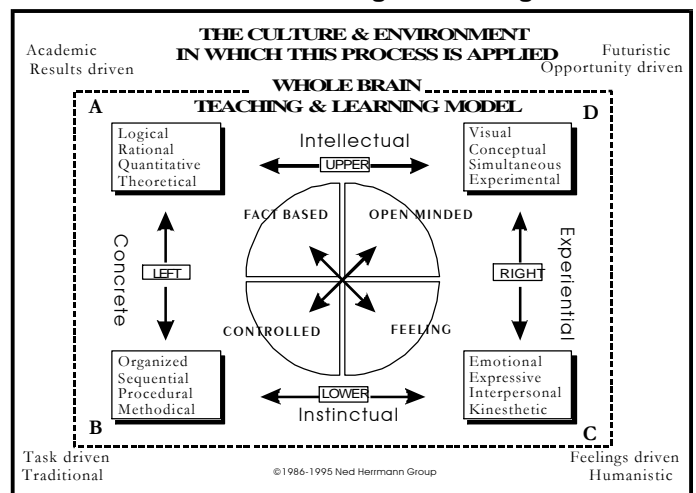 THE CULTURE & ENVIRONMENT
IN WHICH THIS PROCESS IS APPLIED
Academic
Results driven
Futuristic
Opportunity driven
WHOLE BRAIN
TEACHING & LEARNING MODEL
A
D
Logical
Rational
Quantitative
Theoretical
Intellectual
UPPER
Visual
Conceptual
Simultaneous
Experimental
FACT BASED
OPEN MINDED
Concrete
LEFT
RIGHT
Experiential
CONTROLLED
FEELING
Organized
Sequential
Procedural
Methodical
LOWER
Instinctual
Emotional
Expressive
Interpersonal
Kinesthetic
B
C
Task driven
Traditional
Feelings driven
Humanistic
©1986-1995 Ned Herrmann Group